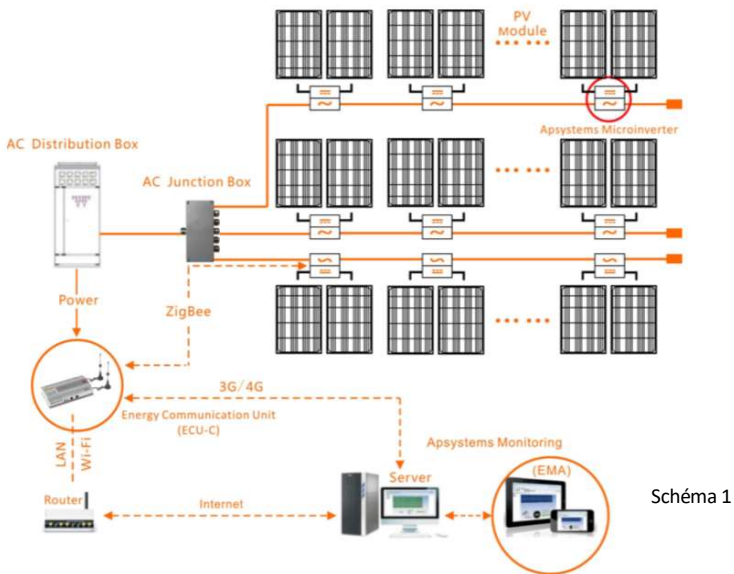 PV
Module
Apsystems Microinverter
AC Distribution Box
AC Junction Box
Power
ZigBee
3G/4G
Energy Communication Unit
(ECU-C)
LAN
Wi-Fi
Apsystems Monitoring
(EMA)
Server
Router
Internet
Schéma 1